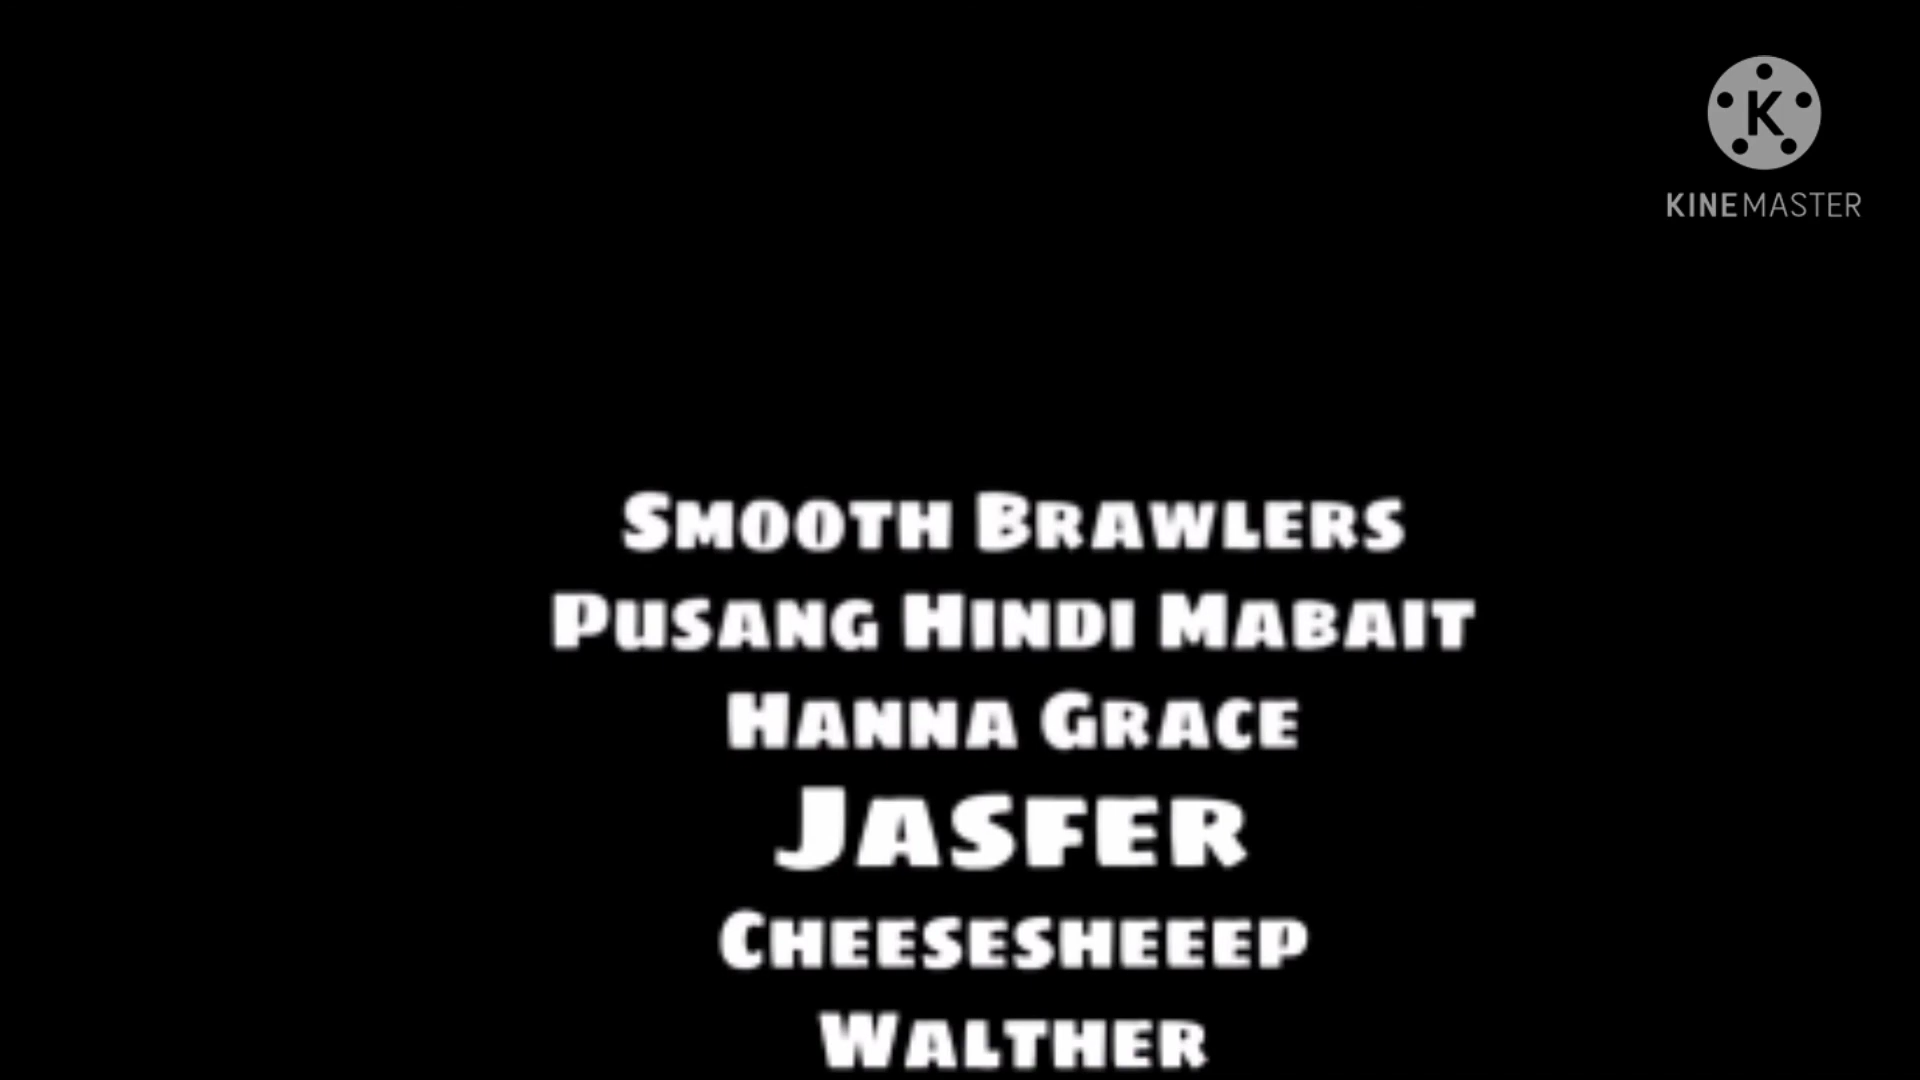 K
KINEMASTER
Smooth Brawlers
Pusang Hindi Mabait
Hanna Grace
Jasfer
Cheesesheeep
Walther